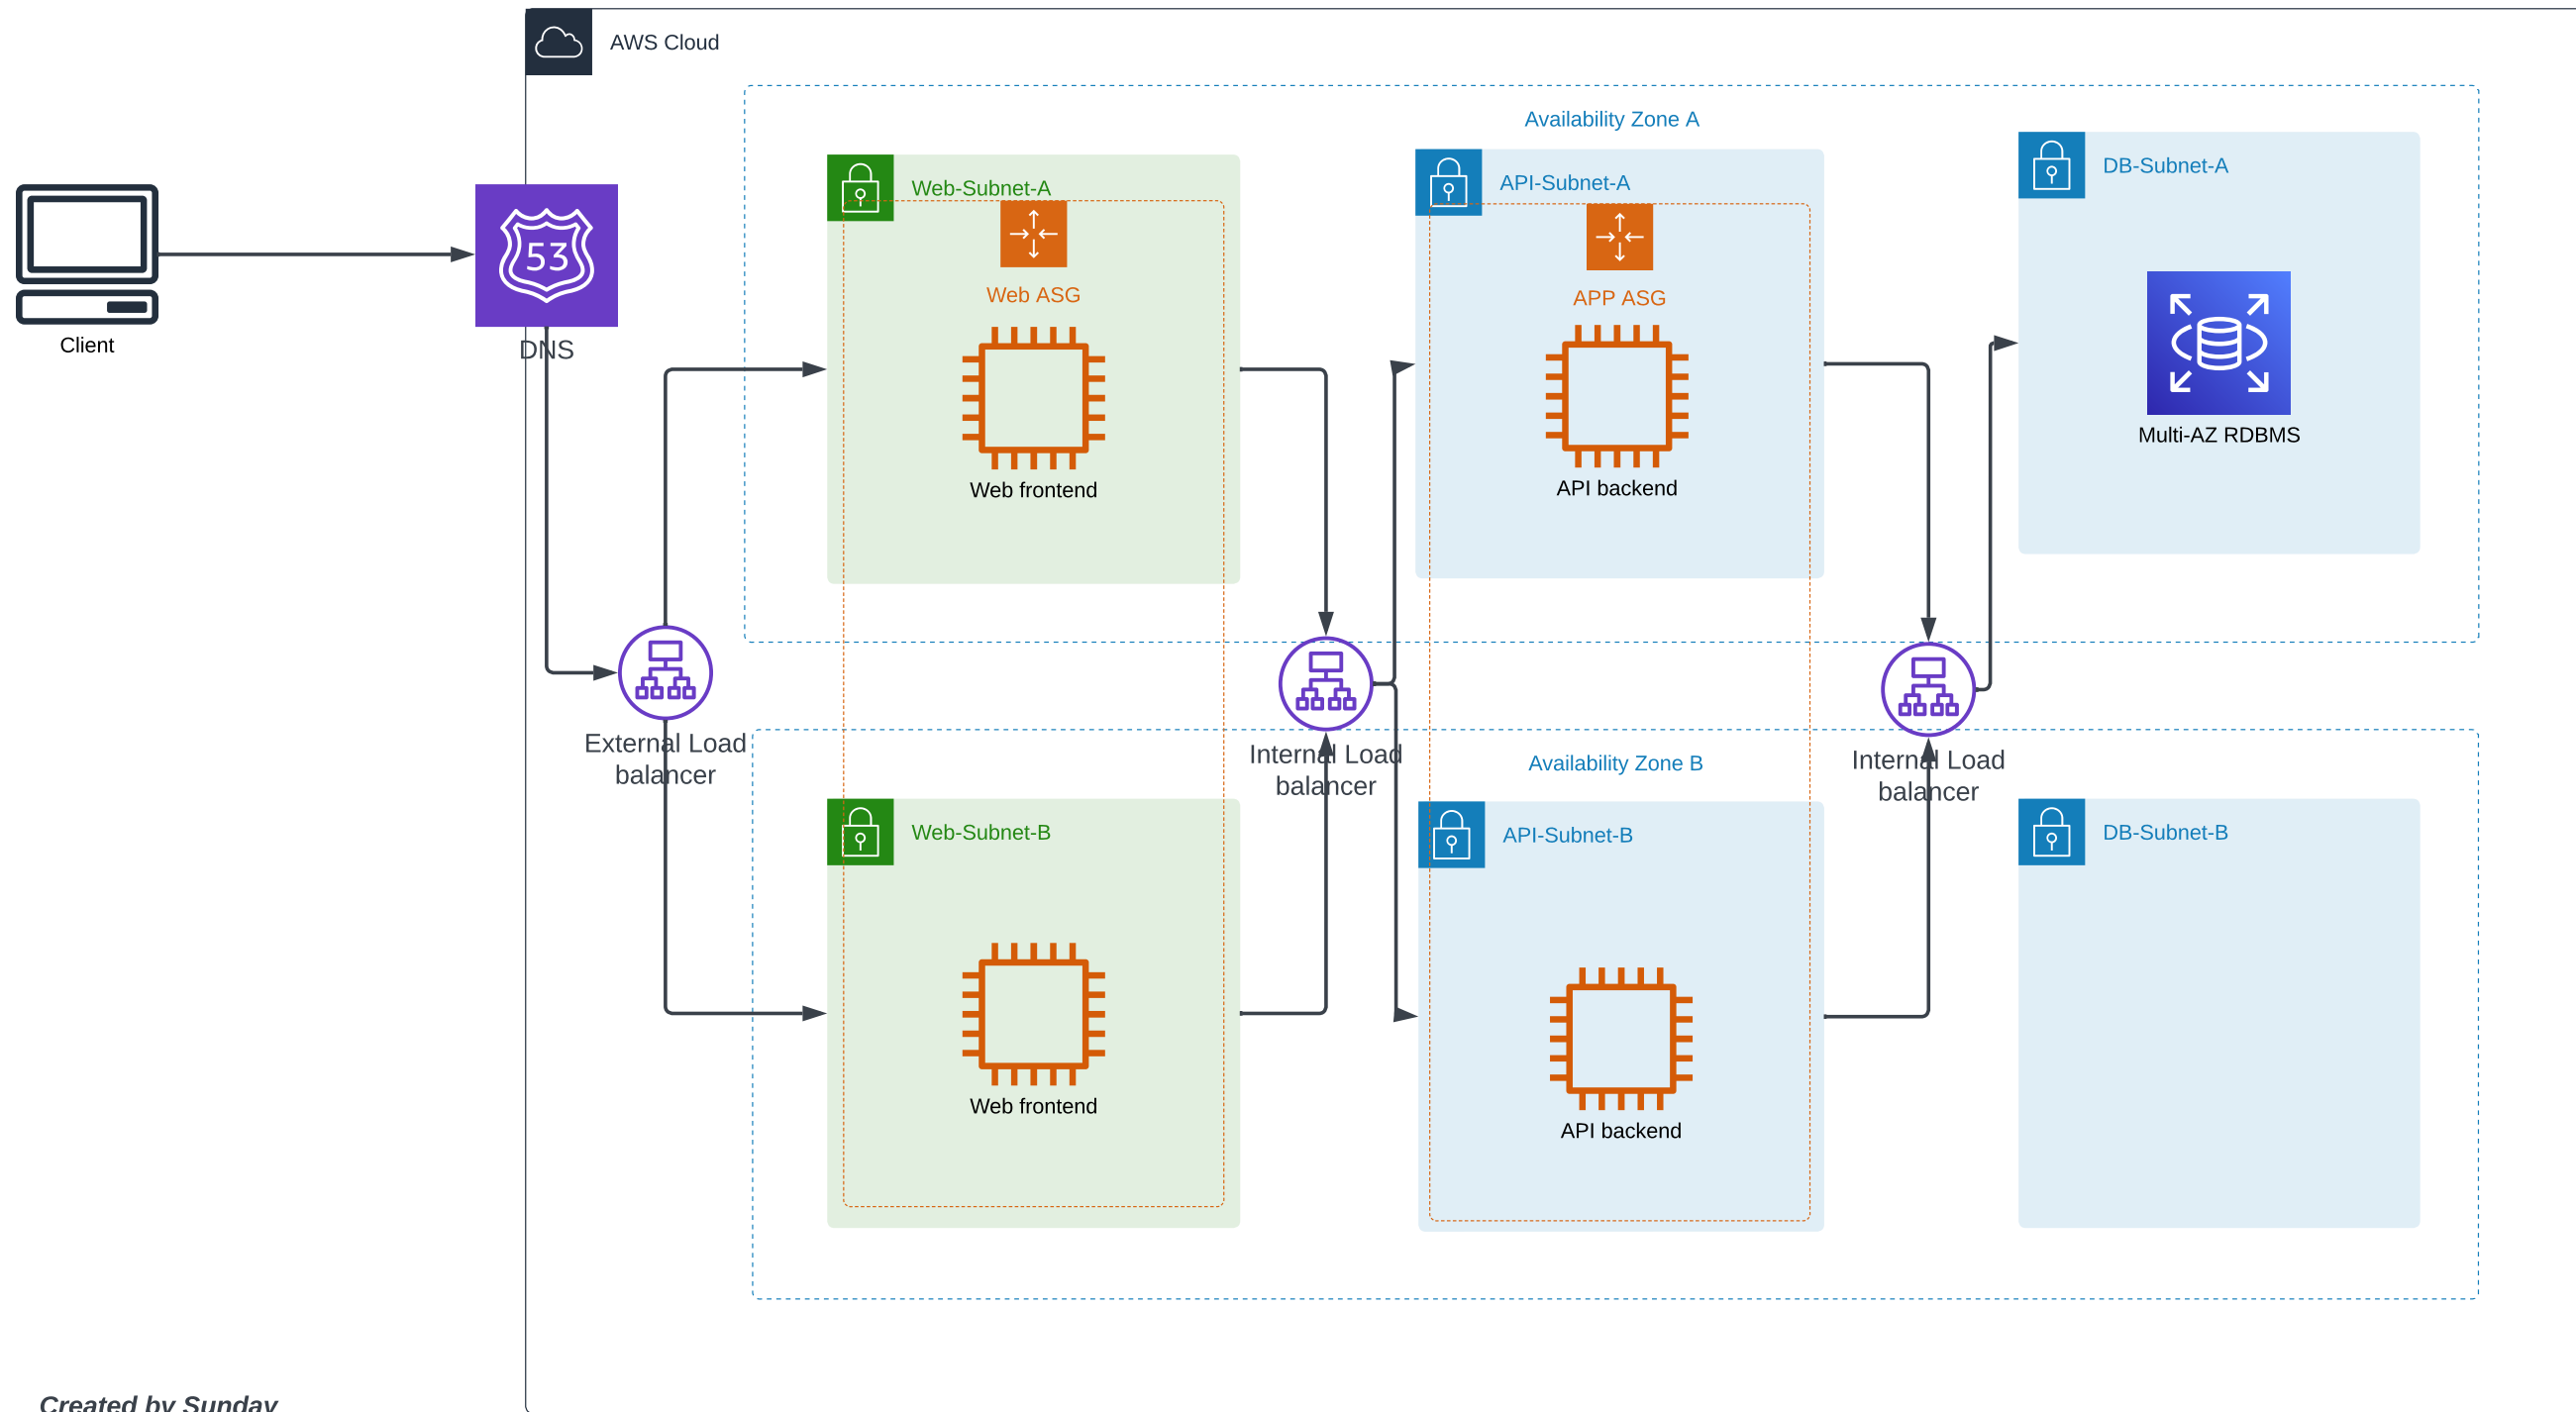 AWS Cloud
Availability Zone A
Web-Subnet-A
API-Subnet-A
DB-Subnet-A
53
Web ASG
APP ASG
Client
DNS
Web frontend
API backend
Multi-AZ RDBMS
External Load
balancer
Internal Load
balancer
Internal Load
balancer
Availability Zone B
Web-Subnet-B
API-Subnet-B
DB-Subnet-B
Web frontend
API backend
Created by Sunday